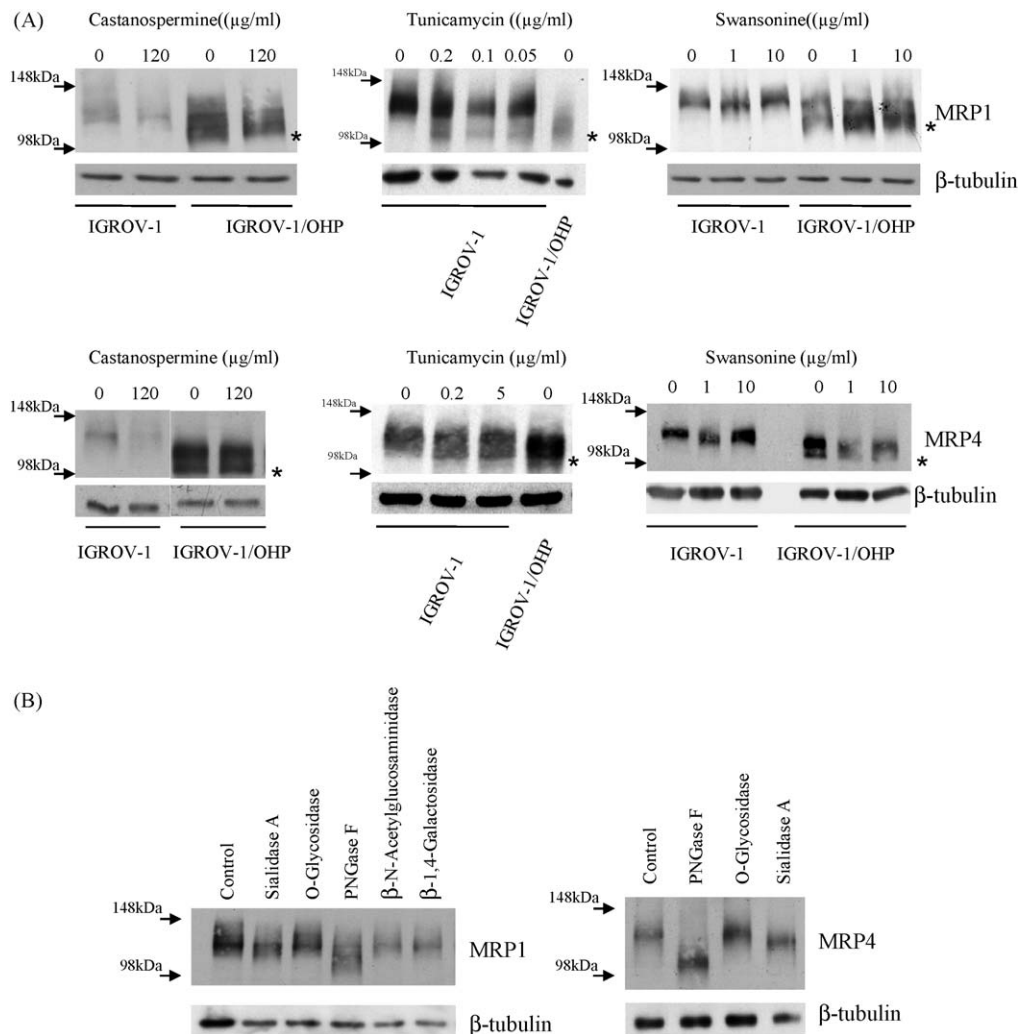 (A)
Castanospermine((µg/ml)
Tunicamycin ((µg/ml)
Swansonine((µg/ml)
0 120 0 120
0 0.2 0.1 0.05 0
0 1 10 0 1 10
148kDa
148kDa
148kDa
MRP1
98kDa
*
98kDa
*
98kDa
*
β-tubulin
IGROV-1
IGROV-1/OHP
IGROV-1
IGROV-1/OHP
IGROV-1
IGROV-1/OHP
Castanospermine (µg/ml)
Tunicamycin (µg/ml)
Swansonine (µg/ml)
0 120 0 120
0 0.2 5 0
0 1 10 0 1 10
148kDa
148kDa
148kDa
MRP4
98kDa
*
98kDa
*
98kDa
*
β-tubulin
IGROV-1
IGROV-1/OHP
IGROV-1
IGROV-1/OHP
IGROV-1
IGROV-1/OHP
(B)
Control
Sialidase A
O-Glycosidase
PNGase F
β-N-Acetylglucosaminidase
β-1,4-Galactosidase
148kDa
MRP1
98kDa
β-tubulin
Control
PNGase F
O-Glycosidase
Sialidase A
148kDa
MRP4
98kDa
β-tubulin